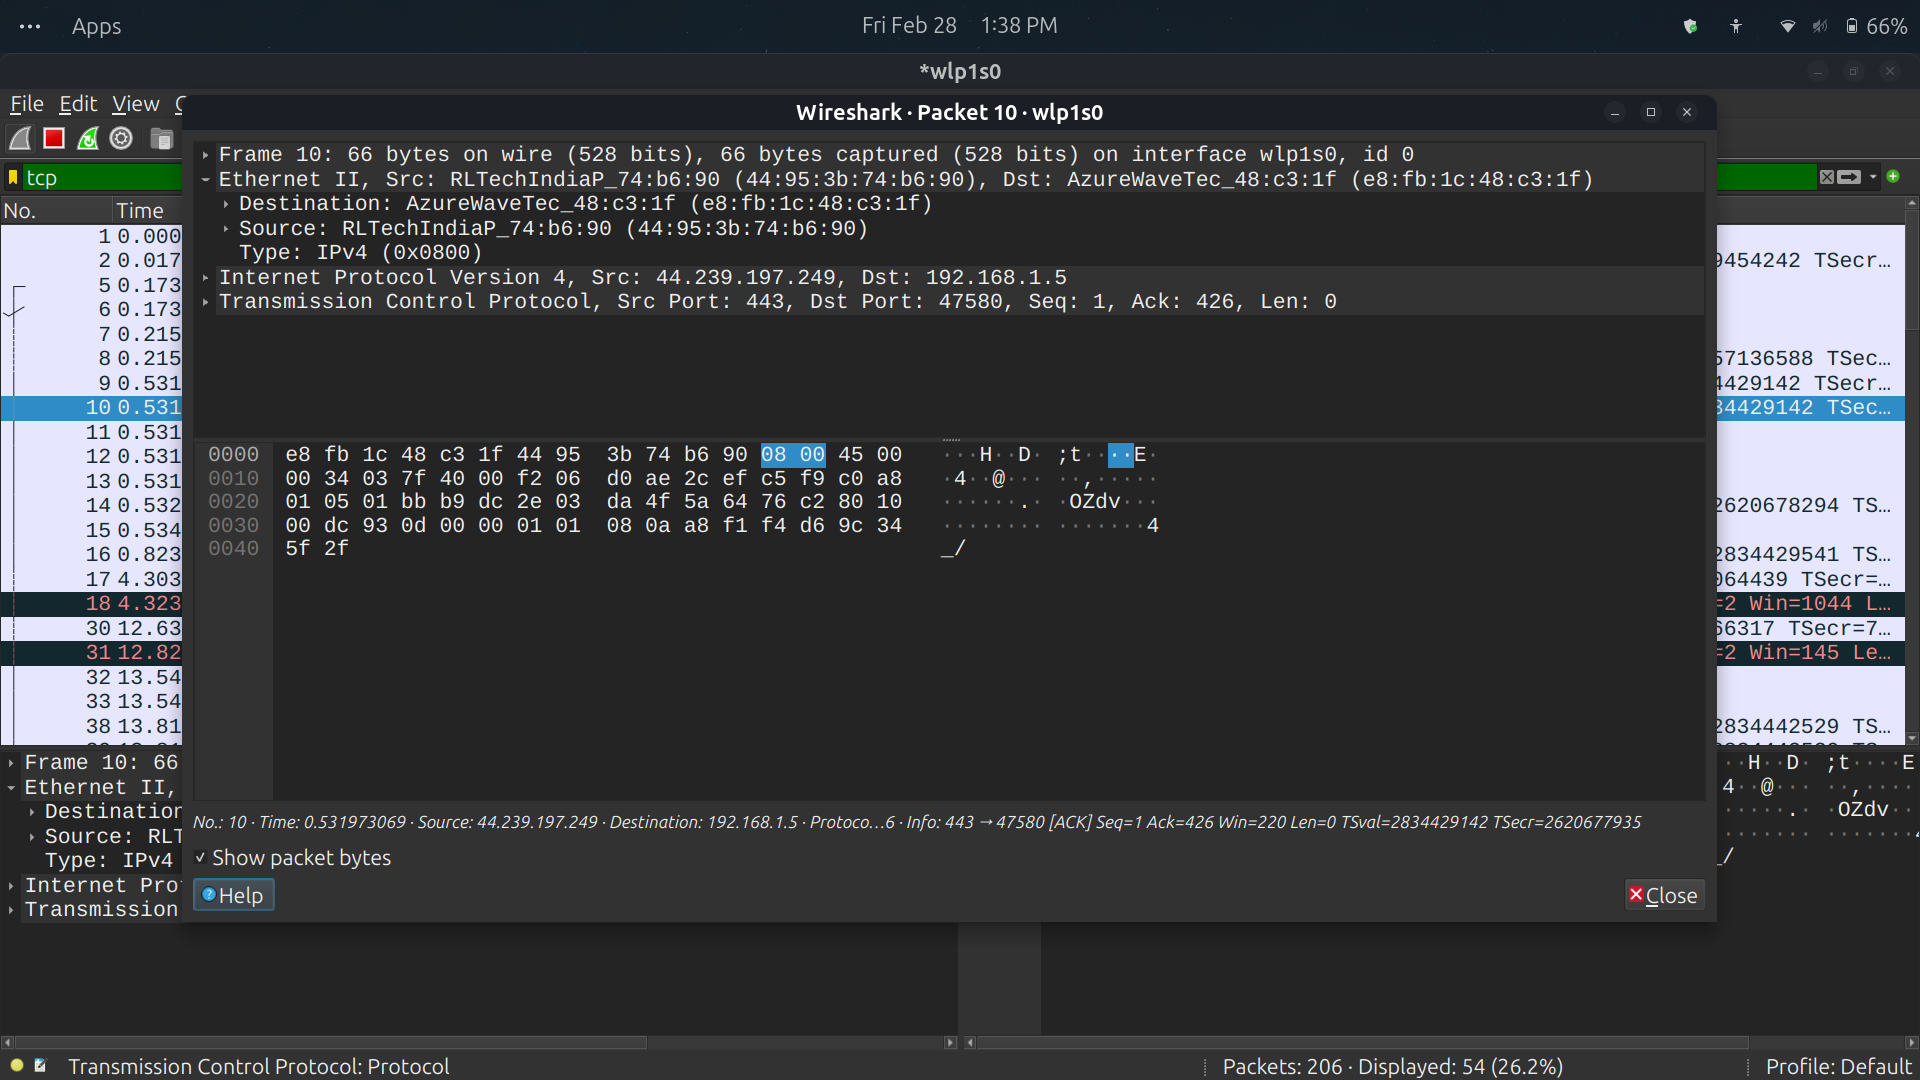 Apps
Fri Feb 28 1:38 PM
66%
*wlp1s0
File Edit View
Wireshark · Packet 10 · wlp1s0
Frame 10: 66 bytes on wire (528 bits), 66 bytes captured (528 bits) on interface wlp1s0, id 0
Ethernet II, Src: RLTechIndiaP_74:b6:90 (44:95:3b:74:b6:90), Dst: AzureWaveTec_48:c3:1f (e8:fb:1c:48:c3:1f)
Destination: AzureWaveTec_48:c3:1f (e8:fb:1c:48:c3:1f)
Source: RLTechIndiaP_74:b6:90 (44:95:3b:74:b6:90)
Type: IPv4 (0x0800)
Internet Protocol Version 4, Src: 44.239.197.249, Dst: 192.168.1.5
Transmission Control Protocol, Src Port: 443, Dst Port: 47580, Seq: 1, Ack: 426, Len: 0
0000 e8 fb 1c 48 c3 1f 44 95 3b 74 b6 90 08 00 45 00 ···H··D· ;t····E·
0010 00 34 03 7f 40 00 f2 06 d0 ae 2c ef c5 f9 c0 a8 ·4··@··· ··,·····
0020 01 05 01 bb b9 dc 2e 03 da 4f 5a 64 76 c2 80 10 ······.· ·OZdv···
0030 00 dc 93 0d 00 00 01 01 08 0a a8 f1 f4 d6 9c 34 ········ ·······4
0040 5f 2f _/
No.: 10 · Time: 0.531973069 · Source: 44.239.197.249 · Destination: 192.168.1.5 · Protoco…6 · Info: 443 → 47580 [ACK] Seq=1 Ack=426 Win=220 Len=0 TSval=2834429142 TSecr=2620677935
Show packet bytes
Help
Close
tcp
No. Time
1 0.000
2 0.017 9454242 TSecr…
5 0.173
6 0.173
7 0.215
8 0.215 57136588 TSec…
9 0.531 4429142 TSecr…
10 0.531 34429142 TSec…
11 0.531
12 0.531
13 0.531
14 0.532 2620678294 TS…
15 0.534
16 0.823 2834429541 TS…
17 4.303 064439 TSecr=…
18 4.323 =2 Win=1044 L…
30 12.63 66317 TSecr=7…
31 12.82 =2 Win=145 Le…
32 13.54
33 13.54
38 13.81 2834442529 TS…
Frame 10: 66 ··H··D· ;t····E
Ethernet II, 4··@··· ··,····
Destination ·····.· ·OZdv··
Source: RLT
Type: IPv4 _/
Internet Pro
Transmission
Transmission Control Protocol: Protocol
Packets: 206 · Displayed: 54 (26.2%)
Profile: Default